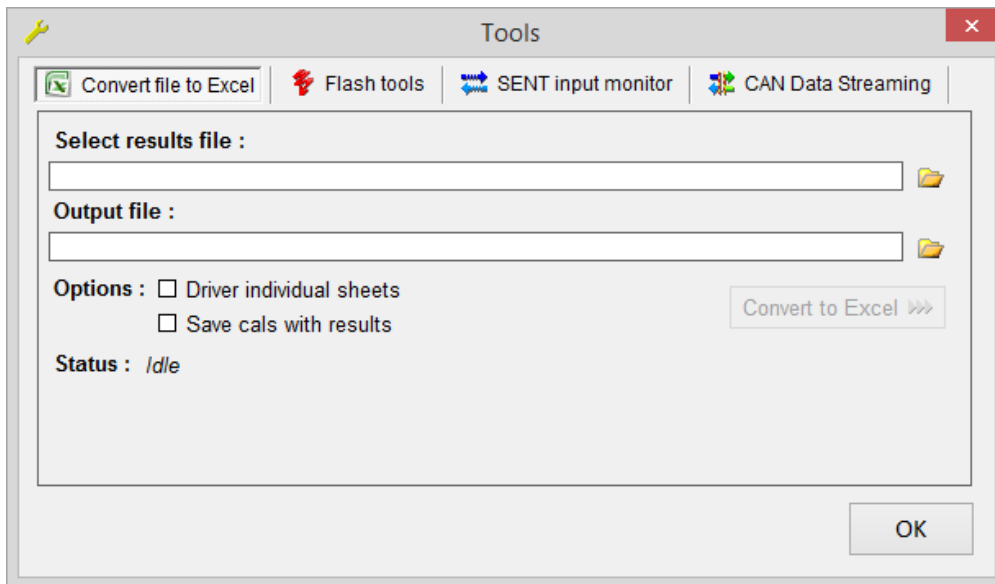 Tools
Convert file to Excel Flash tools SENT input monitor CAN Data Streaming
Select results file :
Output file :
Options : Driver individual sheets
Convert to Excel
Save cals with results
Status : Idle
OK